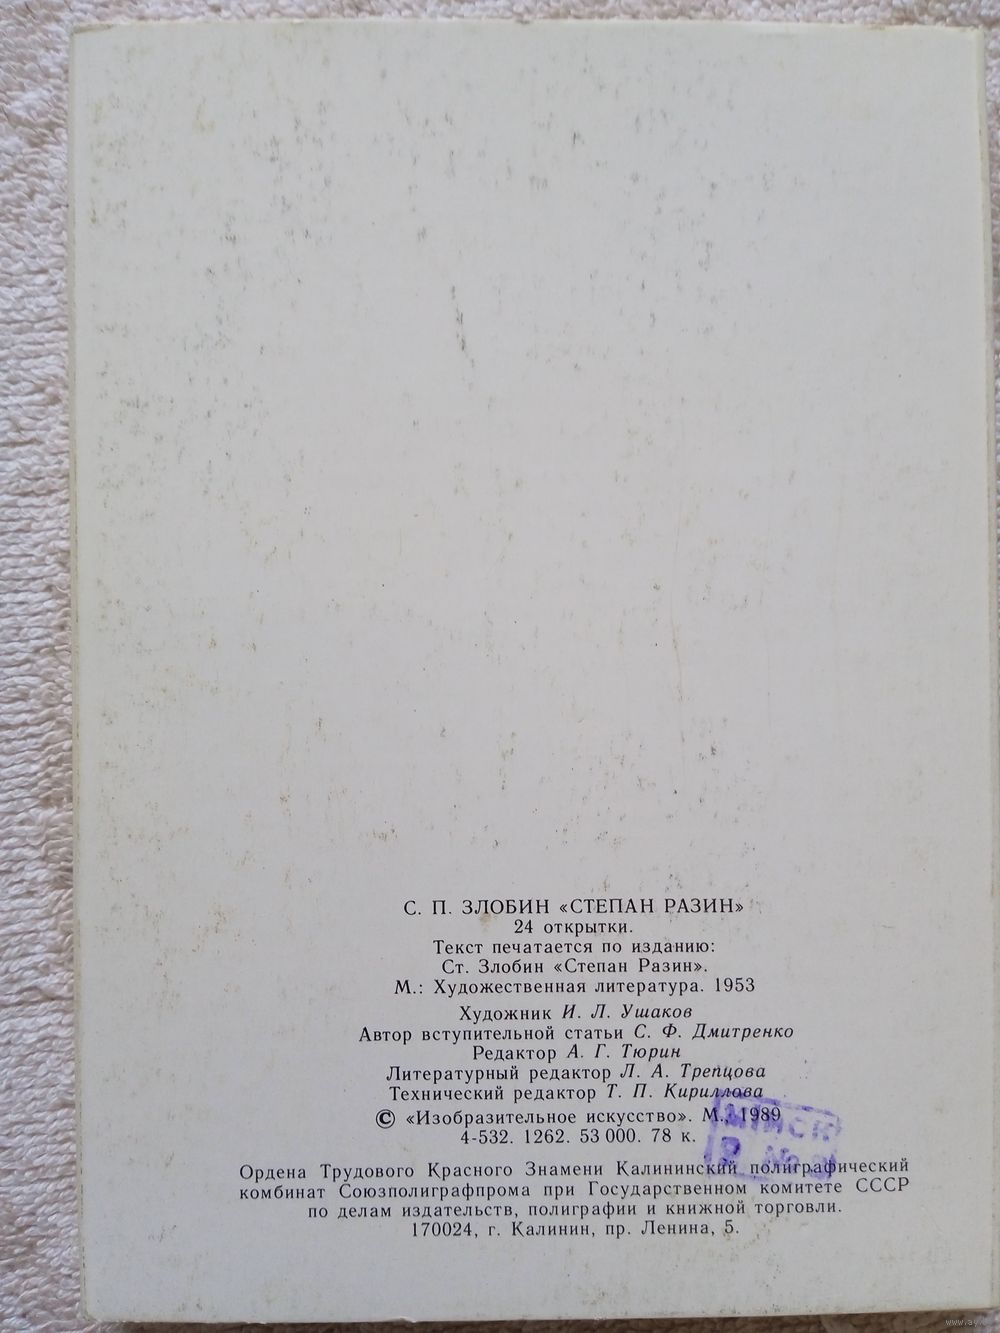 С. П. ЗЛОБИН «СТЕПАН РАЗИН»
24 открытки.
Текст печатается по изданию:
Ст. Злобин «Степан Разин».
М.: Художественная литература. 1953
Художник И. Л. Ушаков
Автор вступительной статьи С. Ф. Дмитренко
Редактор А. Г. Тюрин
Литературный редактор Л. А. Трепцова
Технический редактор Т. П. Кириллова
© «Изобразительное искусство». М., 1989
4-532. 1262. 53 000. 78 к.
Ордена Трудового Красного Знамени Калининский полиграфический
комбинат Союзполиграфпрома при Государственном комитете СССР
по делам издательств, полиграфии и книжной торговли.
170024, г. Калинин, пр. Ленина, 5.